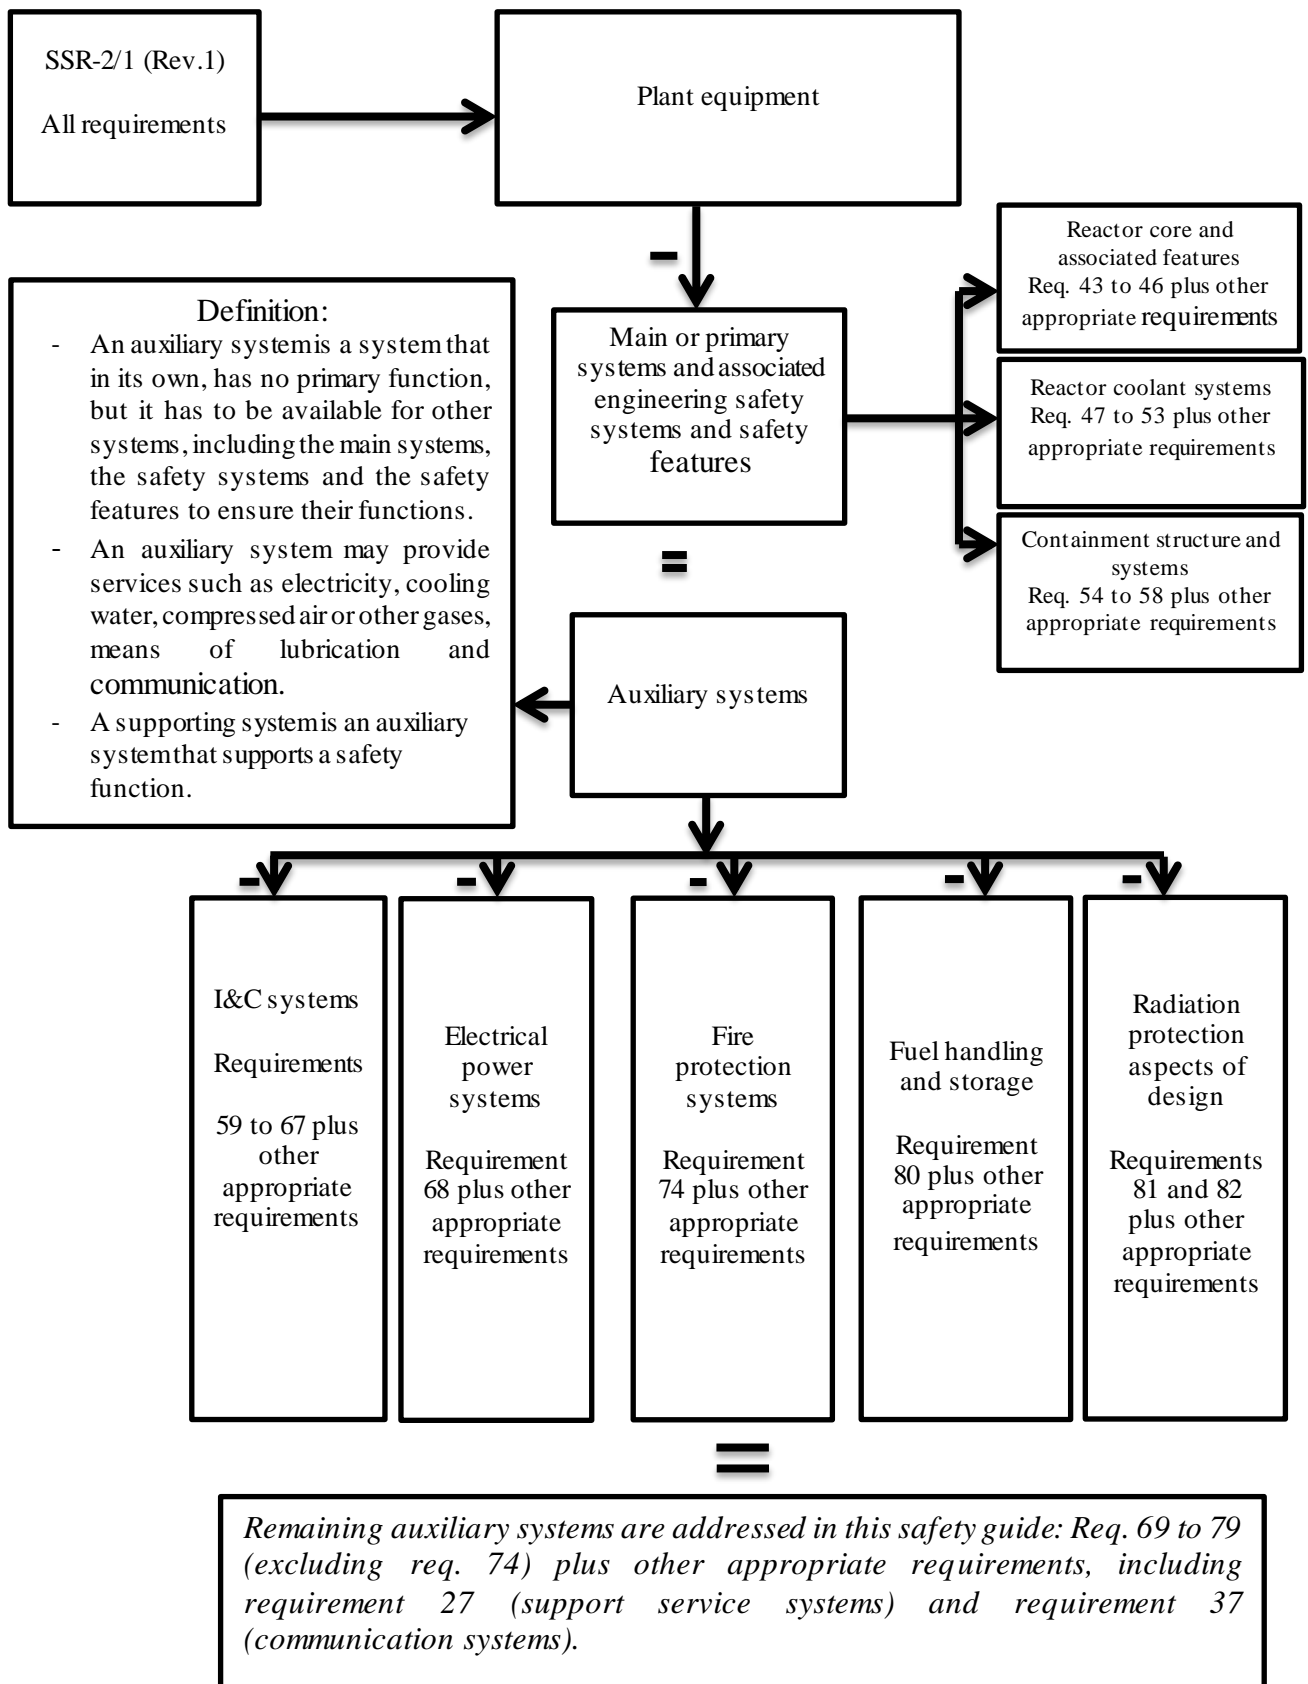 SSR-2/1 (Rev.1)
All requirements
Plant equipment
Reactor core and
associated features
Req. 43 to 46 plus other
appropriate requirements
Main or primary
systems and associated
engineering safety
systems and safety
features
Reactor coolant systems
Req. 47 to 53 plus other
appropriate requirements
Containment structure and
systems
Req. 54 to 58 plus other
appropriate requirements
Definition:
- An auxiliary system is a system that
in its own, has no primary function,
but it has to be available for other
systems, including the main systems,
the safety systems and the safety
features to ensure their functions.
- An auxiliary system may provide
services such as electricity, cooling
water, compressed air or other gases,
means of lubrication and
communication.
- A supporting system is an auxiliary
system that supports a safety
function.
Auxiliary systems
I&C systems
Requirements
59 to 67 plus
other
appropriate
requirements
Electrical
power
systems
Requirement
68 plus other
appropriate
requirements
Fire
protection
systems
Requirement
74 plus other
appropriate
requirements
Fuel handling
and storage
Requirement
80 plus other
appropriate
requirements
Radiation
protection
aspects of
design
Requirements
81 and 82
plus other
appropriate
requirements
Remaining auxiliary systems are addressed in this safety guide: Req. 69 to 79
(excluding req. 74) plus other appropriate requirements, including
requirement 27 (support service systems) and requirement 37
(communication systems).